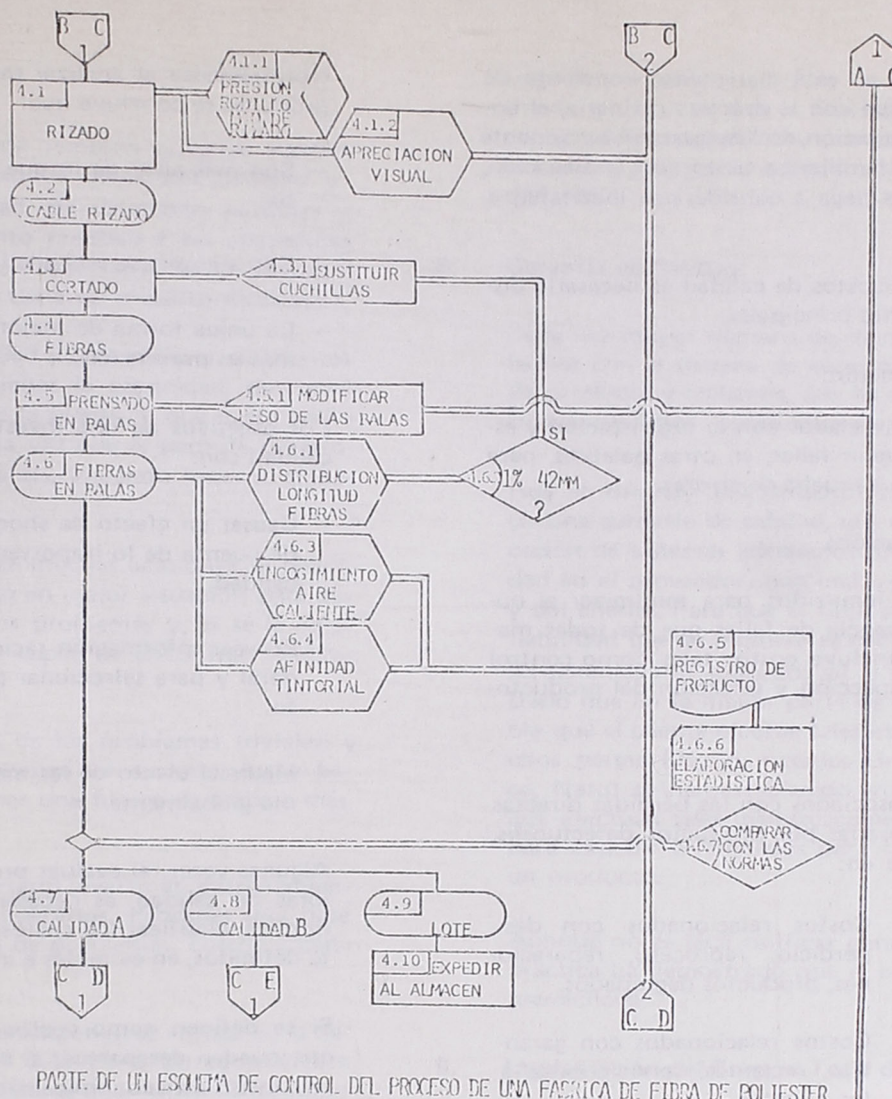 B C
1
B C
2
1
A C
4.1
RIZADO
4.1.1
PRESION
RODILLO
4.1.2
APRECIACION
VISUAL
4.2
CABLE RIZADO
4.3
CORTADO
4.3.1 SUSTITUIR
CUCHILLAS
4.4
FIBRAS
4.5 PRENSADO
EN BALAS
4.5.1 MODIFICAR
PESO DE LAS BALAS
4.6 FIBRAS
EN BALAS
4.6.1
DISTRIBUCION
LONGITUD
FIBRAS
SI
1% 42MM
?
4.6.3
ENCOGIMIENTO
AIRE
CALIENTE
4.6.4
AFINIDAD
TINTORIAL
4.6.5
REGISTRO DE
PRODUCTO
4.6.6
ELABORACION
ESTADISTICA
4.6.7 COMPARAR
CON LAS
NORMAS
4.7
CALIDAD A
4.8
CALIDAD B
4.9
LOTE
4.10 EXPEDIR
AL ALMACEN
C D
1
C E
1
2
C D
PARTE DE UN ESQUEMA DE CONTROL DEL PROCESO DE UNA FABRICA DE FIBRA DE POLIESTER